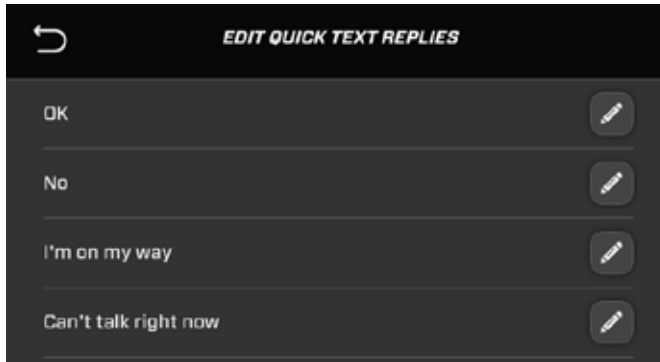 EDIT QUICK TEXT REPLIES
OK
No
I'm on my way
Can't talk right now